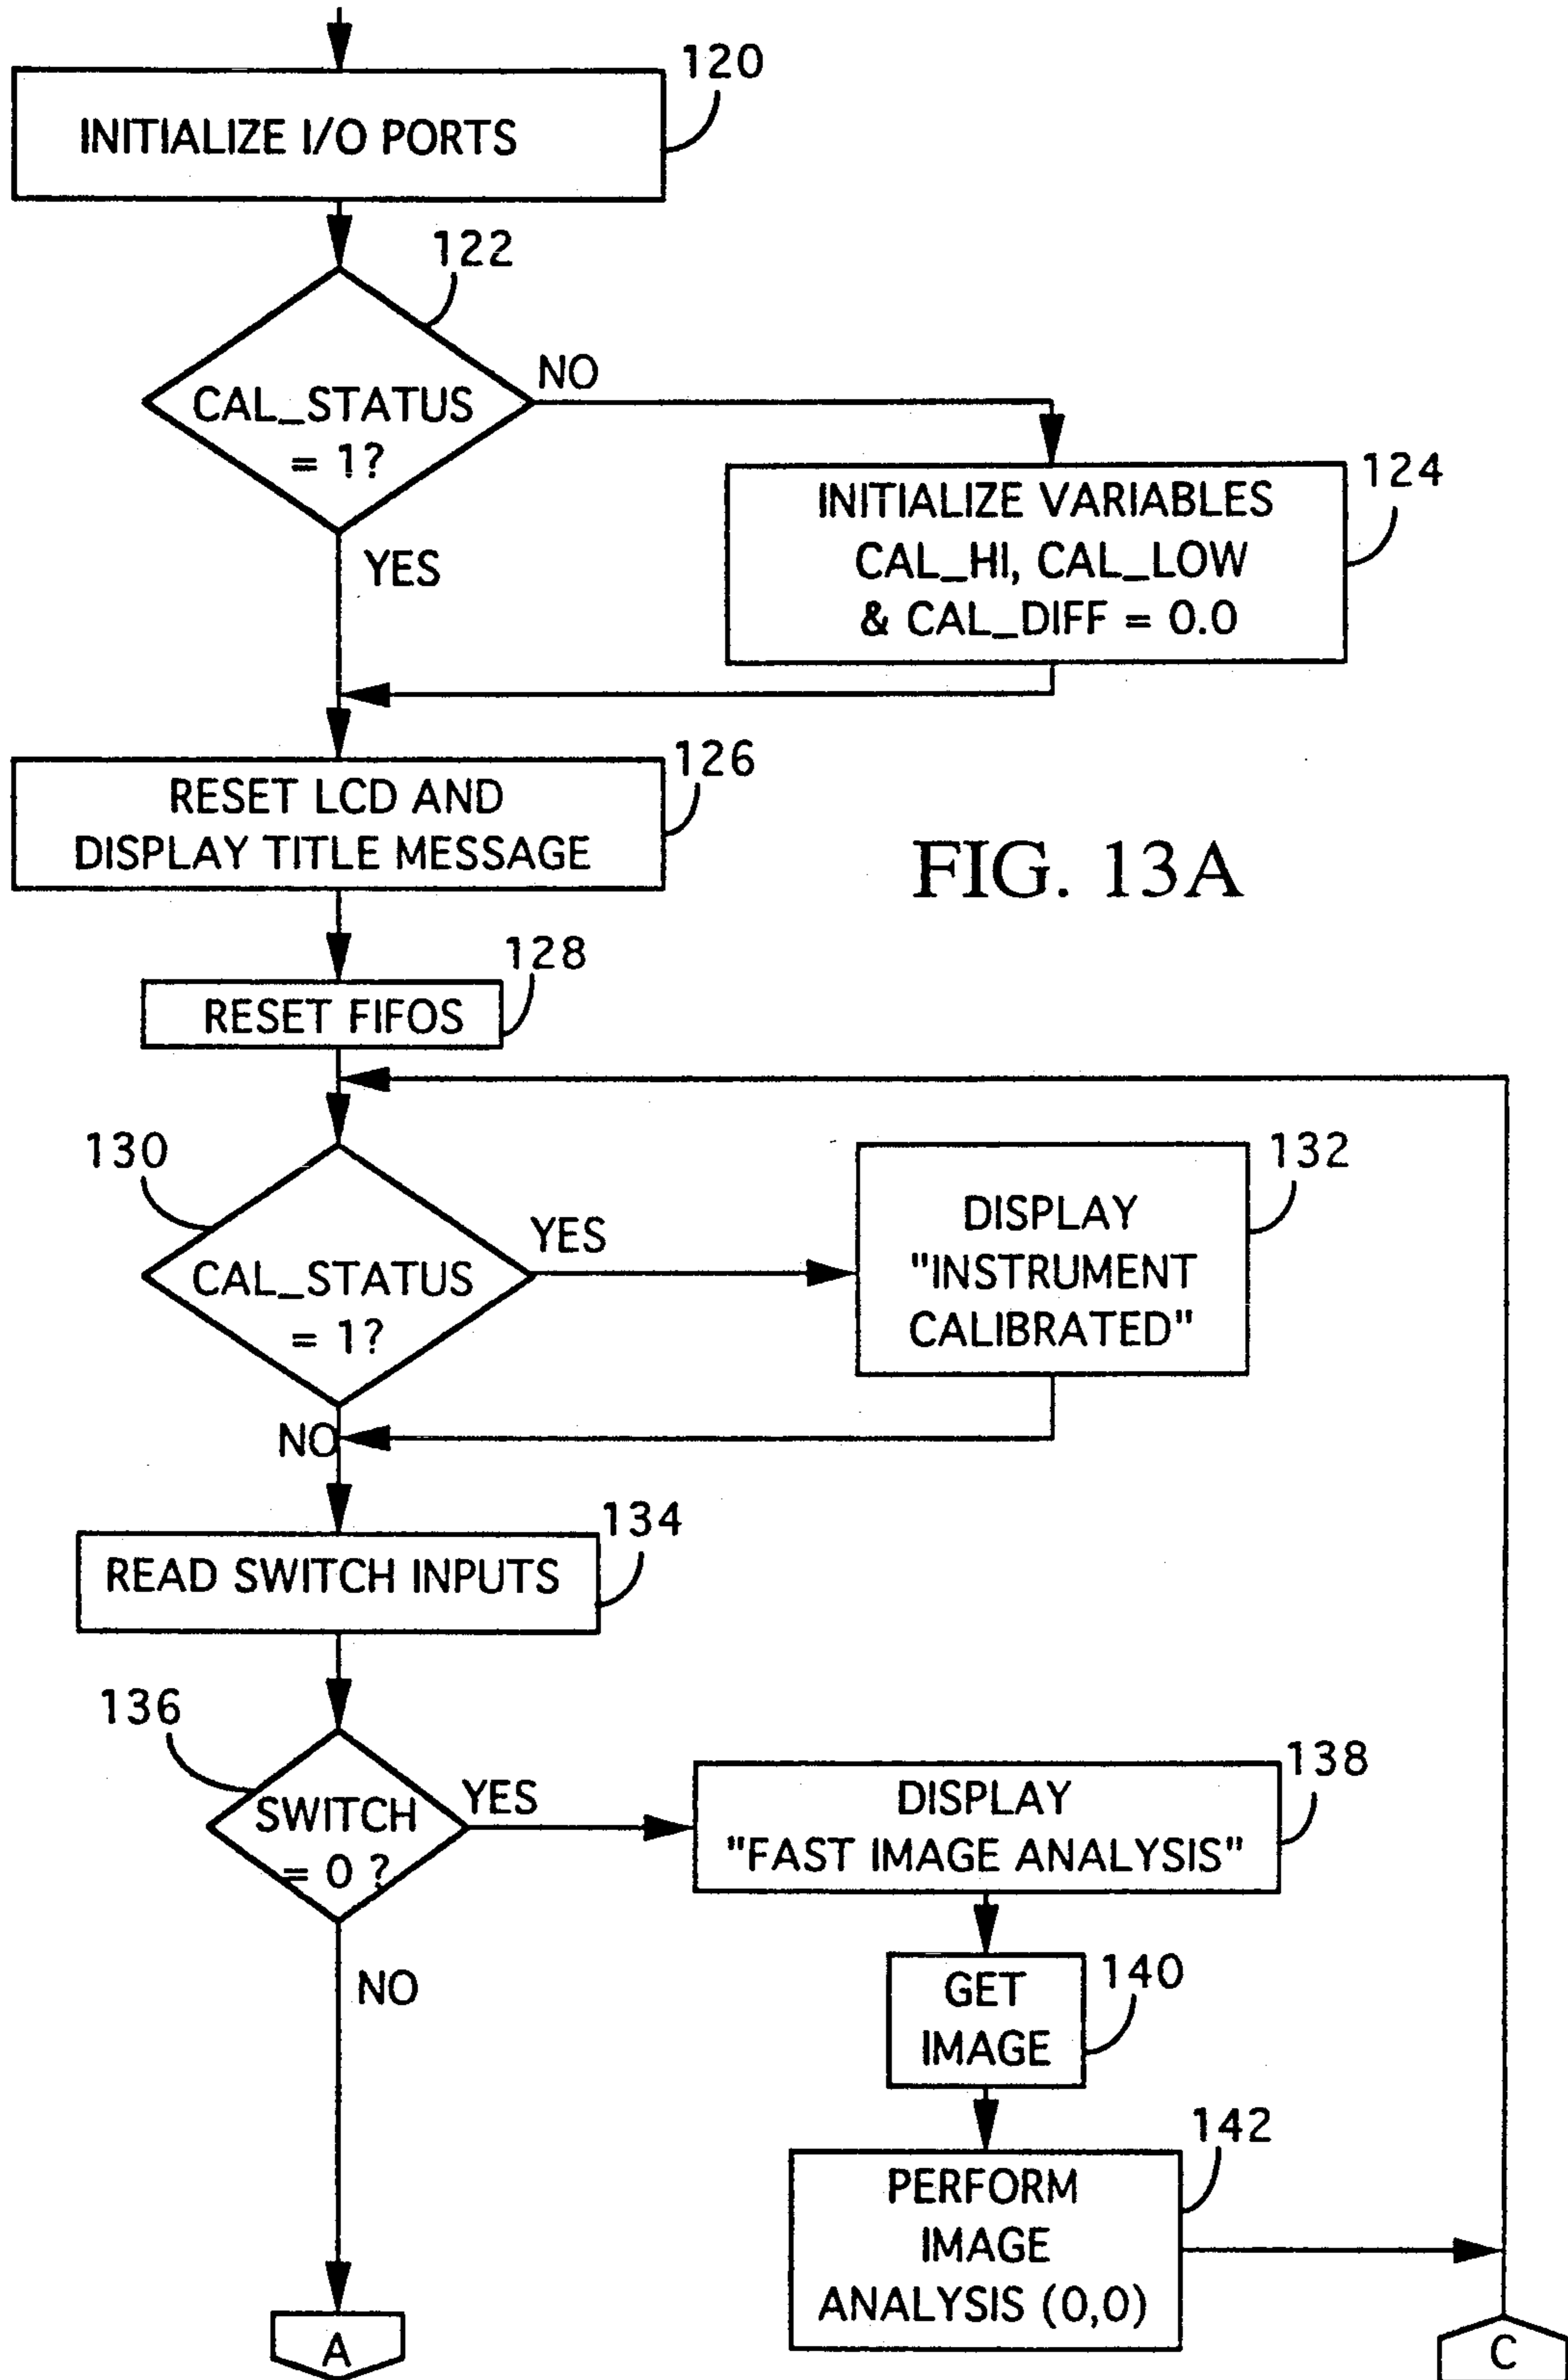 120
INITIALIZE I/O PORTS
122
CAL_STATUS
= 1?
NO
YES
124
INITIALIZE VARIABLES
CAL_HI, CAL_LOW
& CAL_DIFF = 0.0
126
RESET LCD AND
DISPLAY TITLE MESSAGE
FIG. 13A
128
RESET FIFOS
130
CAL_STATUS
= 1?
YES
NO
132
DISPLAY
"INSTRUMENT
CALIBRATED"
134
READ SWITCH INPUTS
136
SWITCH
= 0 ?
YES
NO
138
DISPLAY
"FAST IMAGE ANALYSIS"
140
GET
IMAGE
142
PERFORM
IMAGE
ANALYSIS (0,0)
A
C